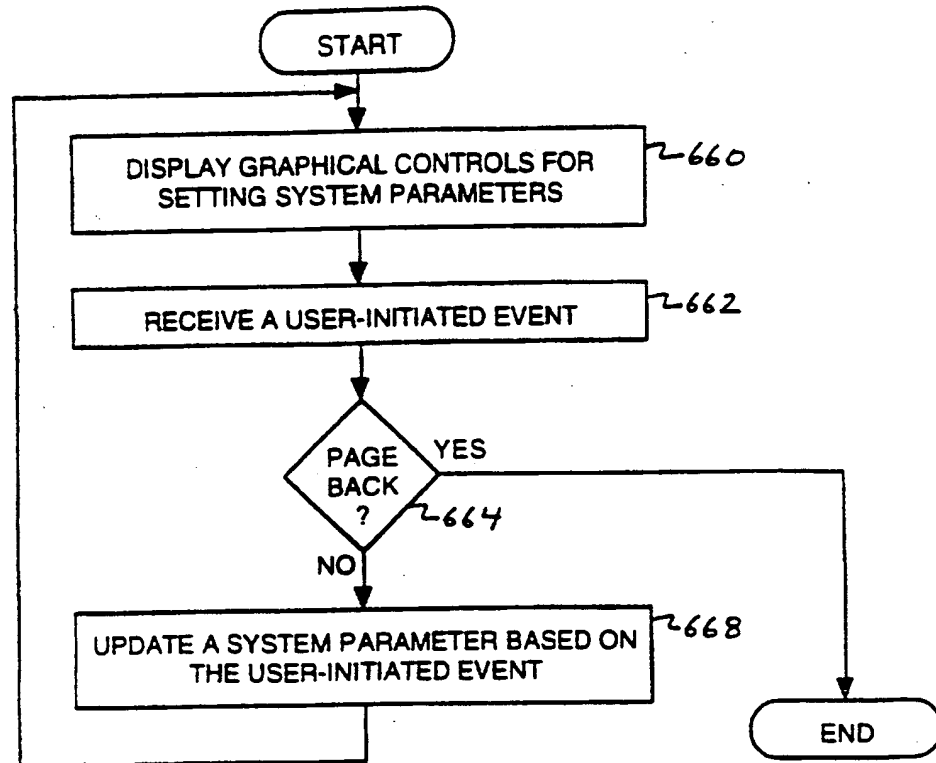 START
DISPLAY GRAPHICAL CONTROLS FOR
SETTING SYSTEM PARAMETERS
660
RECEIVE A USER-INITIATED EVENT
662
PAGE
BACK
?
YES
664
NO
UPDATE A SYSTEM PARAMETER BASED ON
THE USER-INITIATED EVENT
668
END